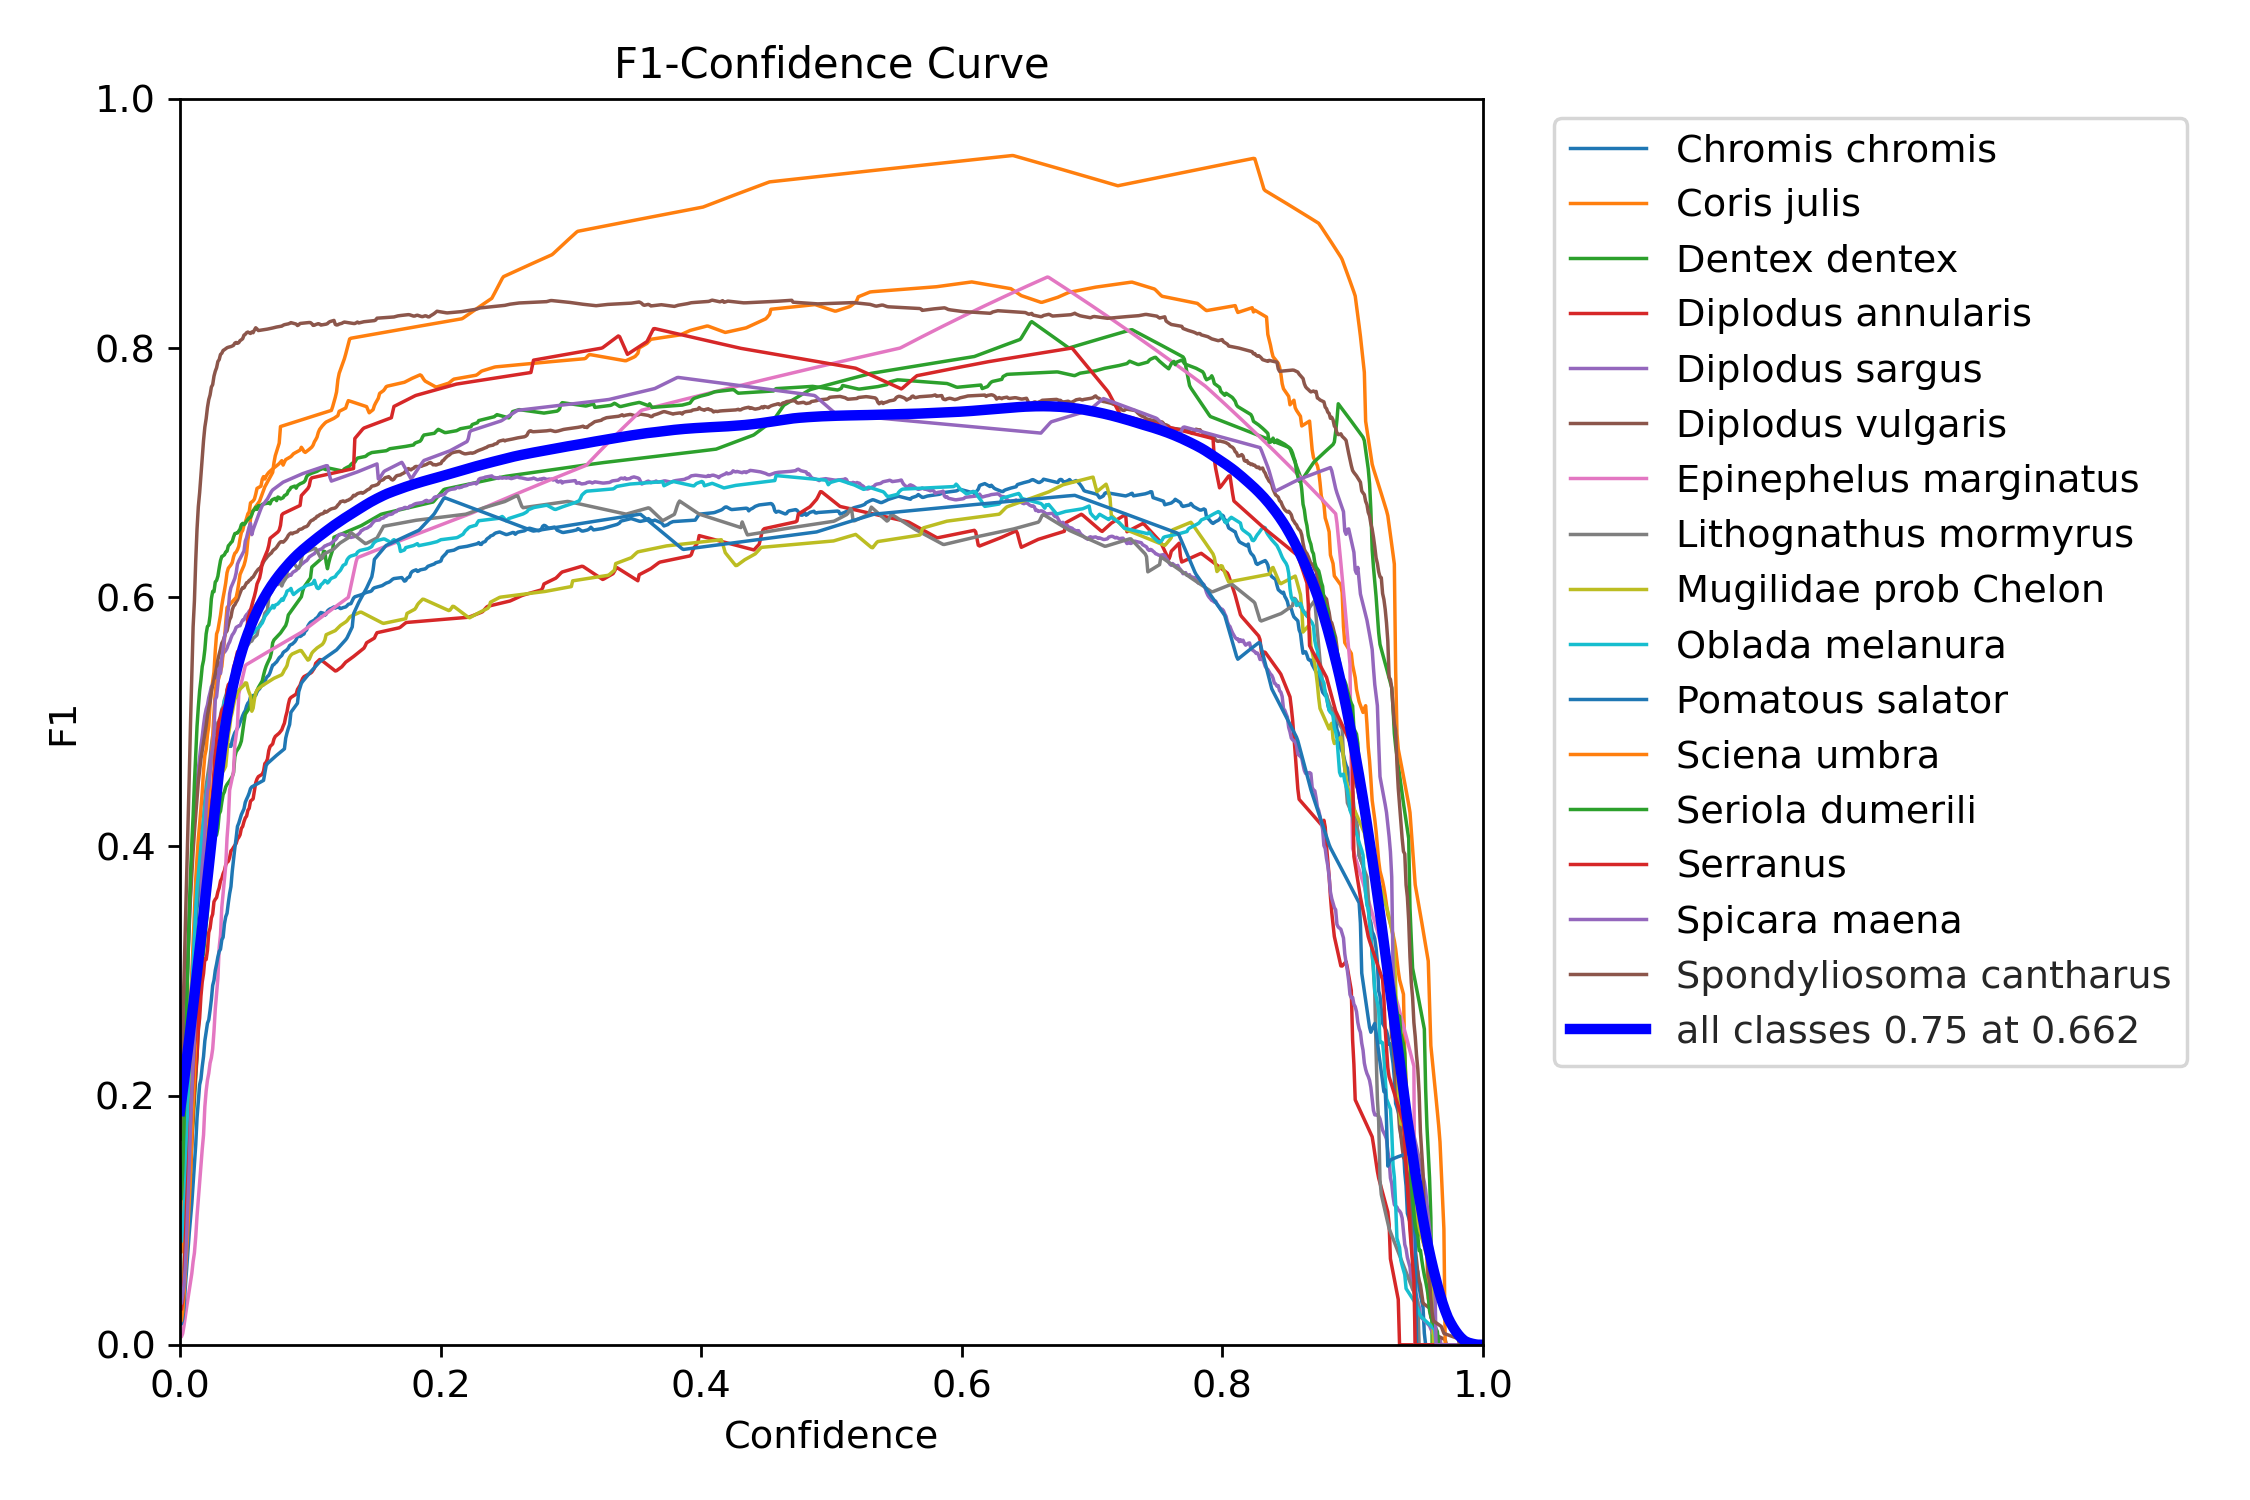 F1-Confidence Curve
1.0
0.8
0.6
0.4
0.2
0.0
F1
0.0 0.2 0.4 0.6 0.8 1.0
Confidence
Chromis chromis
Coris julis
Dentex dentex
Diplodus annularis
Diplodus sargus
Diplodus vulgaris
Epinephelus marginatus
Lithognathus mormyrus
Mugilidae prob Chelon
Oblada melanura
Pomatous salator
Sciena umbra
Seriola dumerili
Serranus
Spicara maena
Spondyliosoma cantharus
all classes 0.75 at 0.662